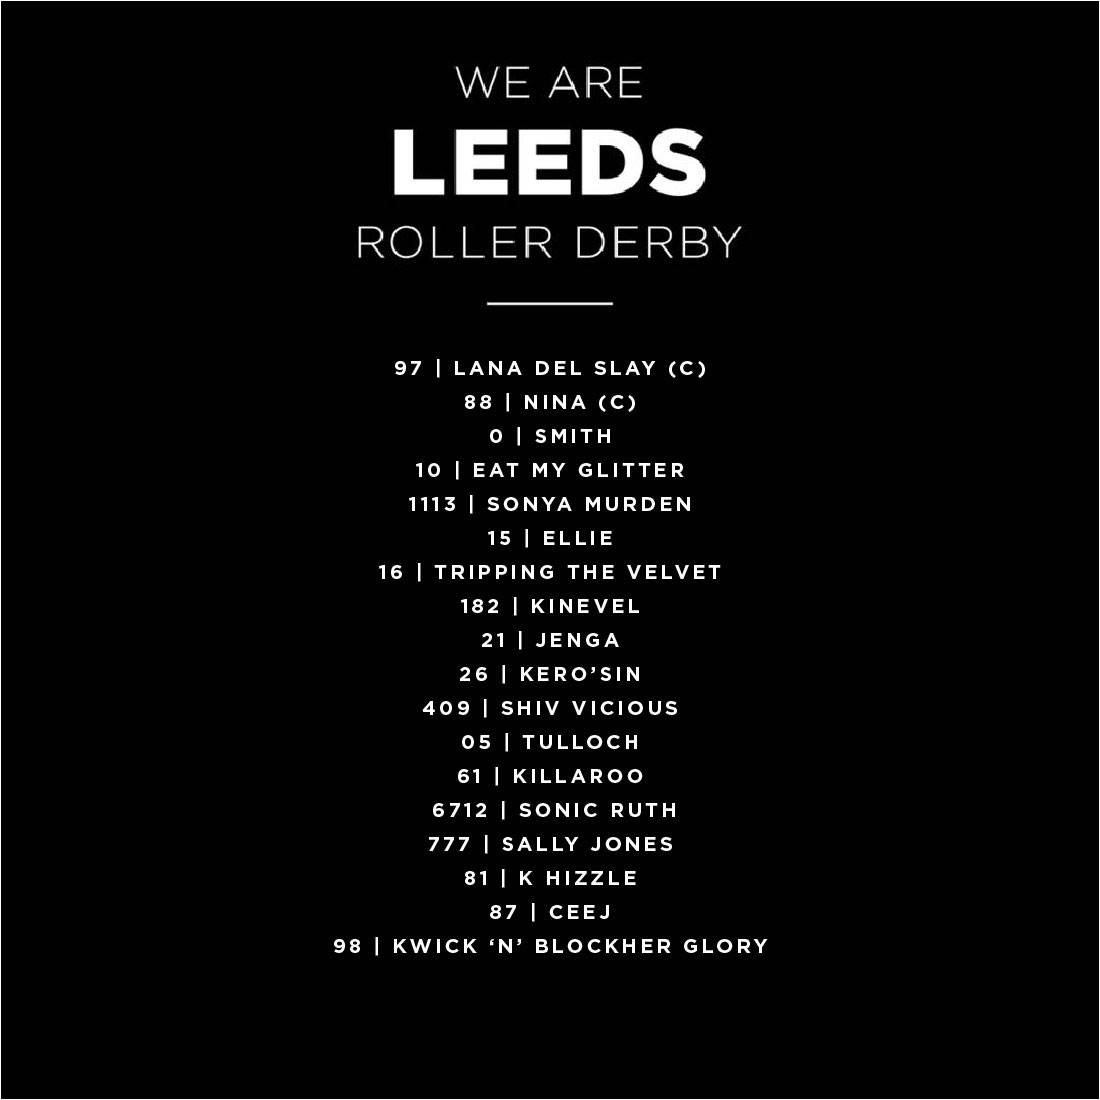 WE ARE
LEEDS
ROLLER DERBY
97 | LANA DEL SLAY (C)
88 | NINA (C)
0 | SMITH
10 | EAT MY GLITTER
1113 | SONYA MURDEN
15 | ELLIE
16 | TRIPPING THE VELVET
182 | KINEVEL
21 | JENGA
26 | KERO’SIN
409 | SHIV VICIOUS
05 | TULLOCH
61 | KILLAROO
6712 | SONIC RUTH
777 | SALLY JONES
81 | K HIZZLE
87 | CEEJ
98 | KWICK ‘N’ BLOCKHER GLORY